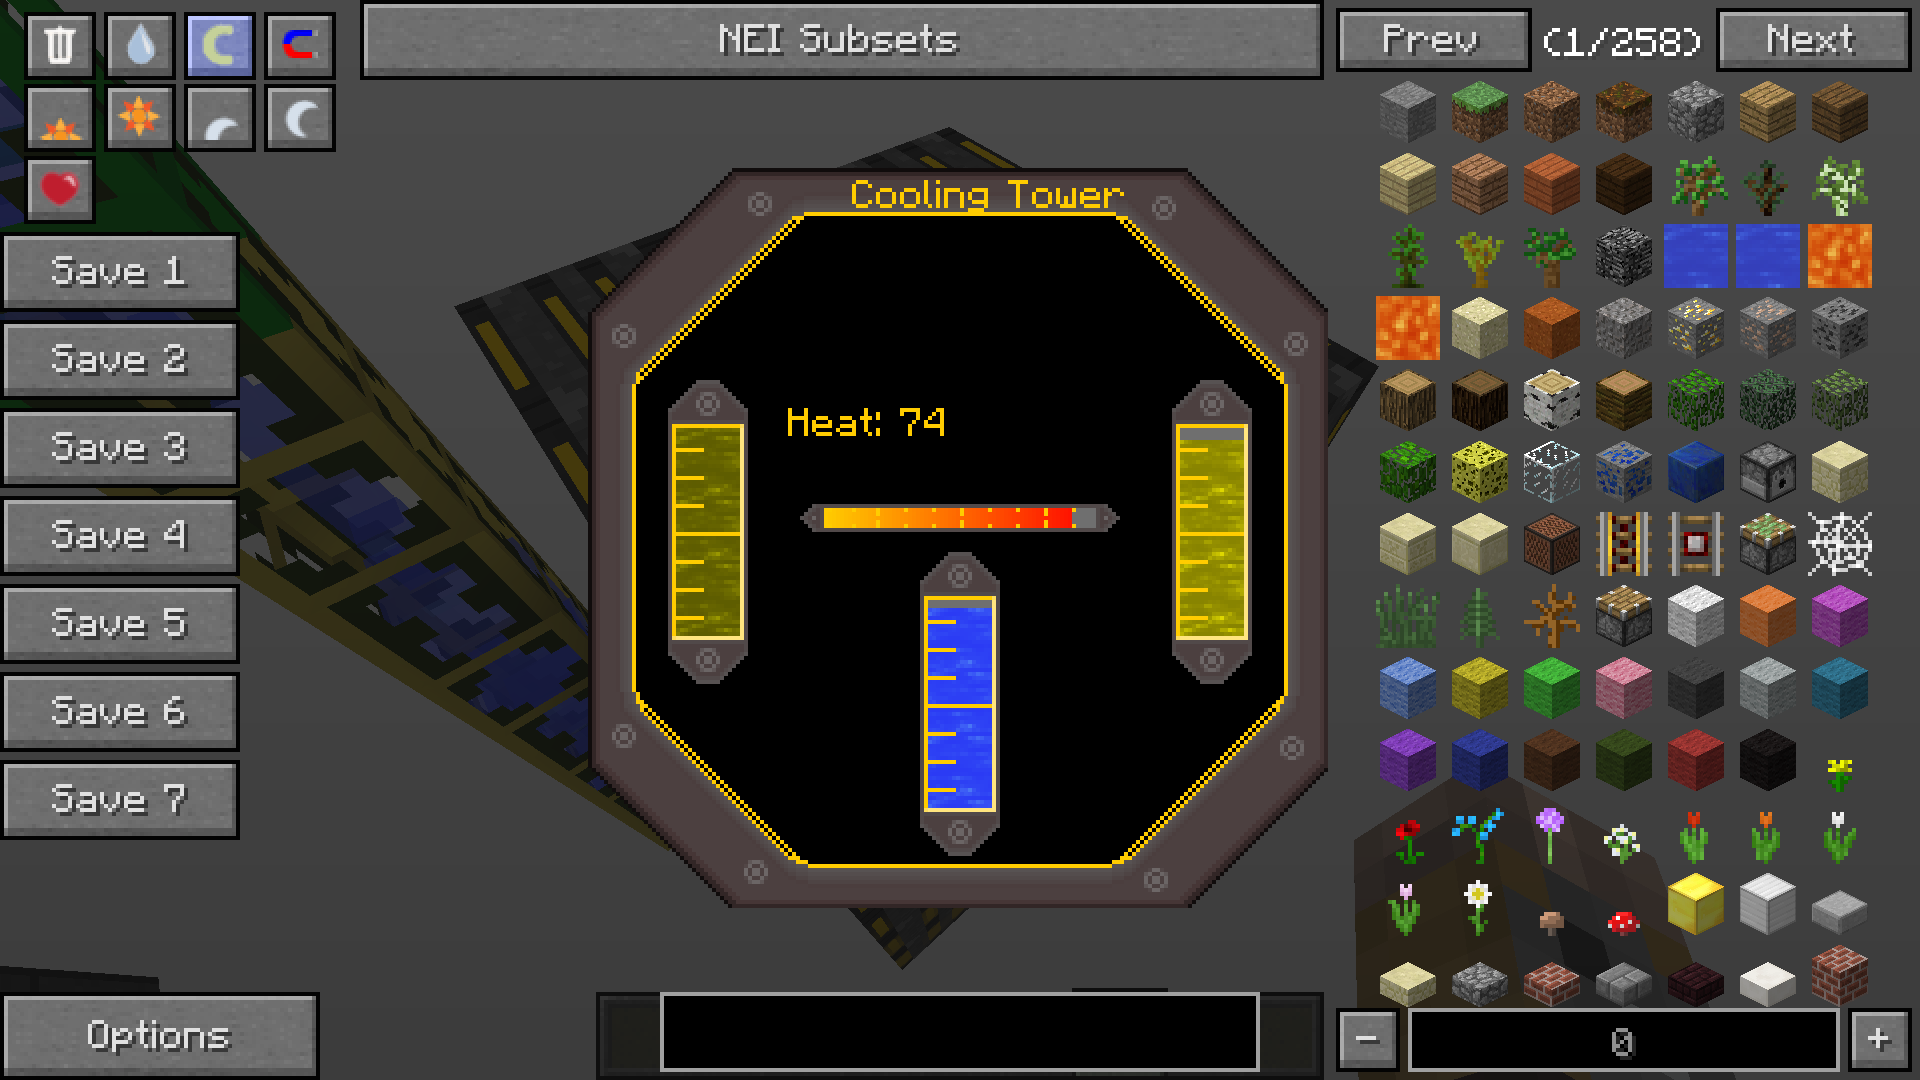 NEI Subsets
Prev (1/258) Next
Cooling Tower
Save 1
Save 2
Save 3
Save 4
Save 5
Save 6
Save 7
Heat: 74
Options
- 0 +